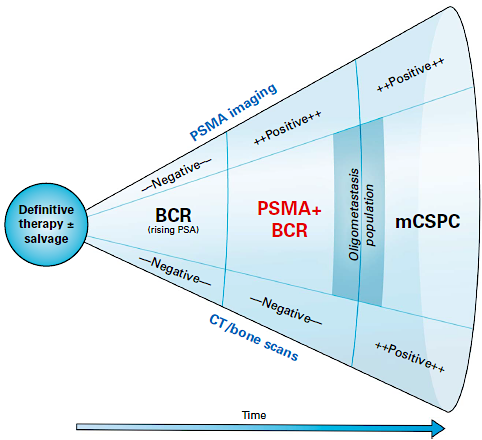 PSMA imaging
—Negative—
++Positive++
++Positive++
Definitive
therapy ±
salvage
BCR
(rising PSA)
PSMA+
BCR
Oligometastasis
population
mCSPC
—Negative—
—Negative—
++Positive++
CT/bone scans
Time